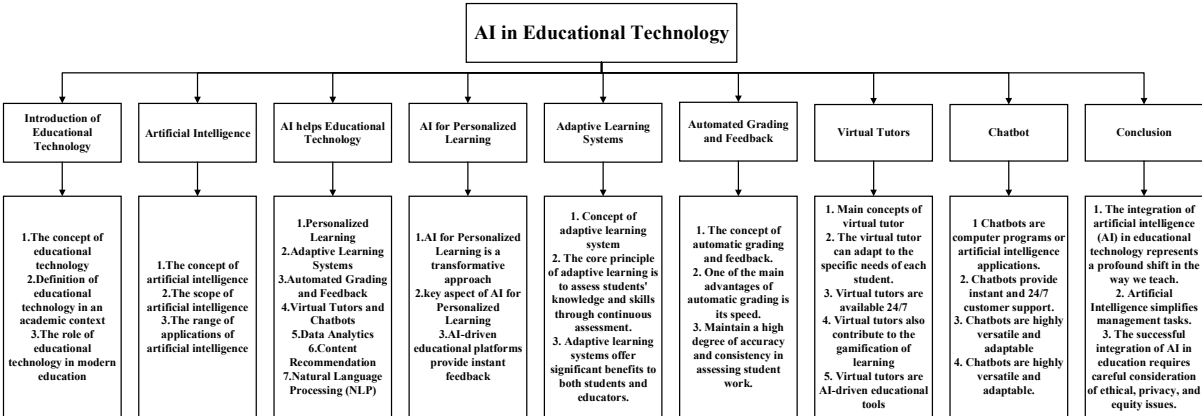 AI in Educational Technology
Introduction of
Educational
Technology
Artificial Intelligence
AI helps Educational
Technology
AI for Personalized
Learning
Adaptive Learning
Systems
Automated Grading
and Feedback
Virtual Tutors
Chatbot
Conclusion
1.The concept of
educational
technology
2.Definition of
educational
technology in an
academic context
3.The role of
educational
technology in modern
education
1.The concept of
artificial intelligence
2.The scope of
artificial intelligence
3.The range of
applications of
artificial intelligence
1.Personalized
Learning
2.Adaptive Learning
Systems
3.Automated Grading
and Feedback
4.Virtual Tutors and
Chatbots
5.Data Analytics
6.Content
Recommendation
7.Natural Language
Processing (NLP)
1.AI for Personalized
Learning is a
transformative
approach
2.key aspect of AI for
Personalized
Learning
3.AI-driven
educational platforms
provide instant
feedback
1. Concept of
adaptive learning
system
2. The core principle
of adaptive learning is
to assess students'
knowledge and skills
through continuous
assessment.
3. Adaptive learning
systems offer
significant benefits to
both students and
educators.
1. The concept of
automatic grading
and feedback.
2. One of the main
advantages of
automatic grading is
its speed.
3. Maintain a high
degree of accuracy
and consistency in
assessing student
work.
1. Main concepts of
virtual tutor
2. The virtual tutor
can adapt to the
specific needs of each
student.
3. Virtual tutors are
available 24/7
4. Virtual tutors also
contribute to the
gamification of
learning
5. Virtual tutors are
AI-driven educational
tools
1 Chatbots are
computer programs or
artificial intelligence
applications.
2. Chatbots provide
instant and 24/7
customer support.
3. Chatbots are highly
versatile and
adaptable
4. Chatbots are highly
versatile and
adaptable.
1. The integration of
artificial intelligence
(AI) in educational
technology represents
a profound shift in the
way we teach.
2. Artificial
Intelligence simplifies
management tasks.
3. The successful
integration of AI in
education requires
careful consideration
of ethical, privacy, and
equity issues.